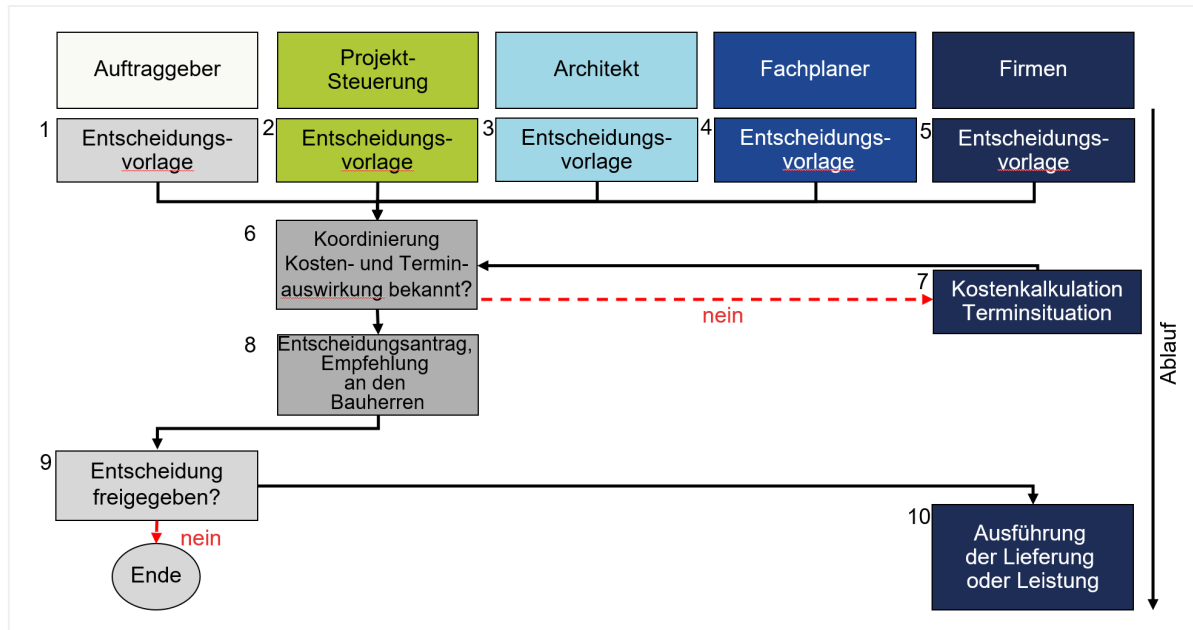 Auftraggeber
Projekt-
Steuerung
Architekt
Fachplaner
Firmen
1
Entscheidungs-
vorlage
2
Entscheidungs-
vorlage
3
Entscheidungs-
vorlage
4
Entscheidungs-
vorlage
5
Entscheidungs-
vorlage
6
Koordinierung
Kosten- und Termin-
auswirkung bekannt?
nein
7
Kostenkalkulation
Terminsituation
8
Entscheidungsantrag,
Empfehlung
an den
Bauherren
9
Entscheidung
freigegeben?
nein
Ende
10
Ausführung
der Lieferung
oder Leistung
Ablauf